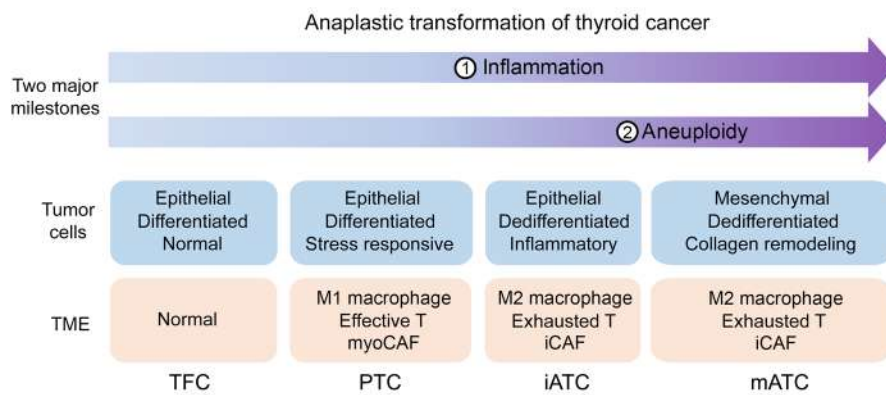 Anaplastic transformation of thyroid cancer
Two major
milestones
① Inflammation
② Aneuploidy
Tumor
cells
Epithelial
Differentiated
Normal
Epithelial
Differentiated
Stress responsive
Epithelial
Dedifferentiated
Inflammatory
Mesenchymal
Dedifferentiated
Collagen remodeling
TME
Normal
M1 macrophage
Effective T
myoCAF
M2 macrophage
Exhausted T
iCAF
M2 macrophage
Exhausted T
iCAF
TFC
PTC
iATC
mATC